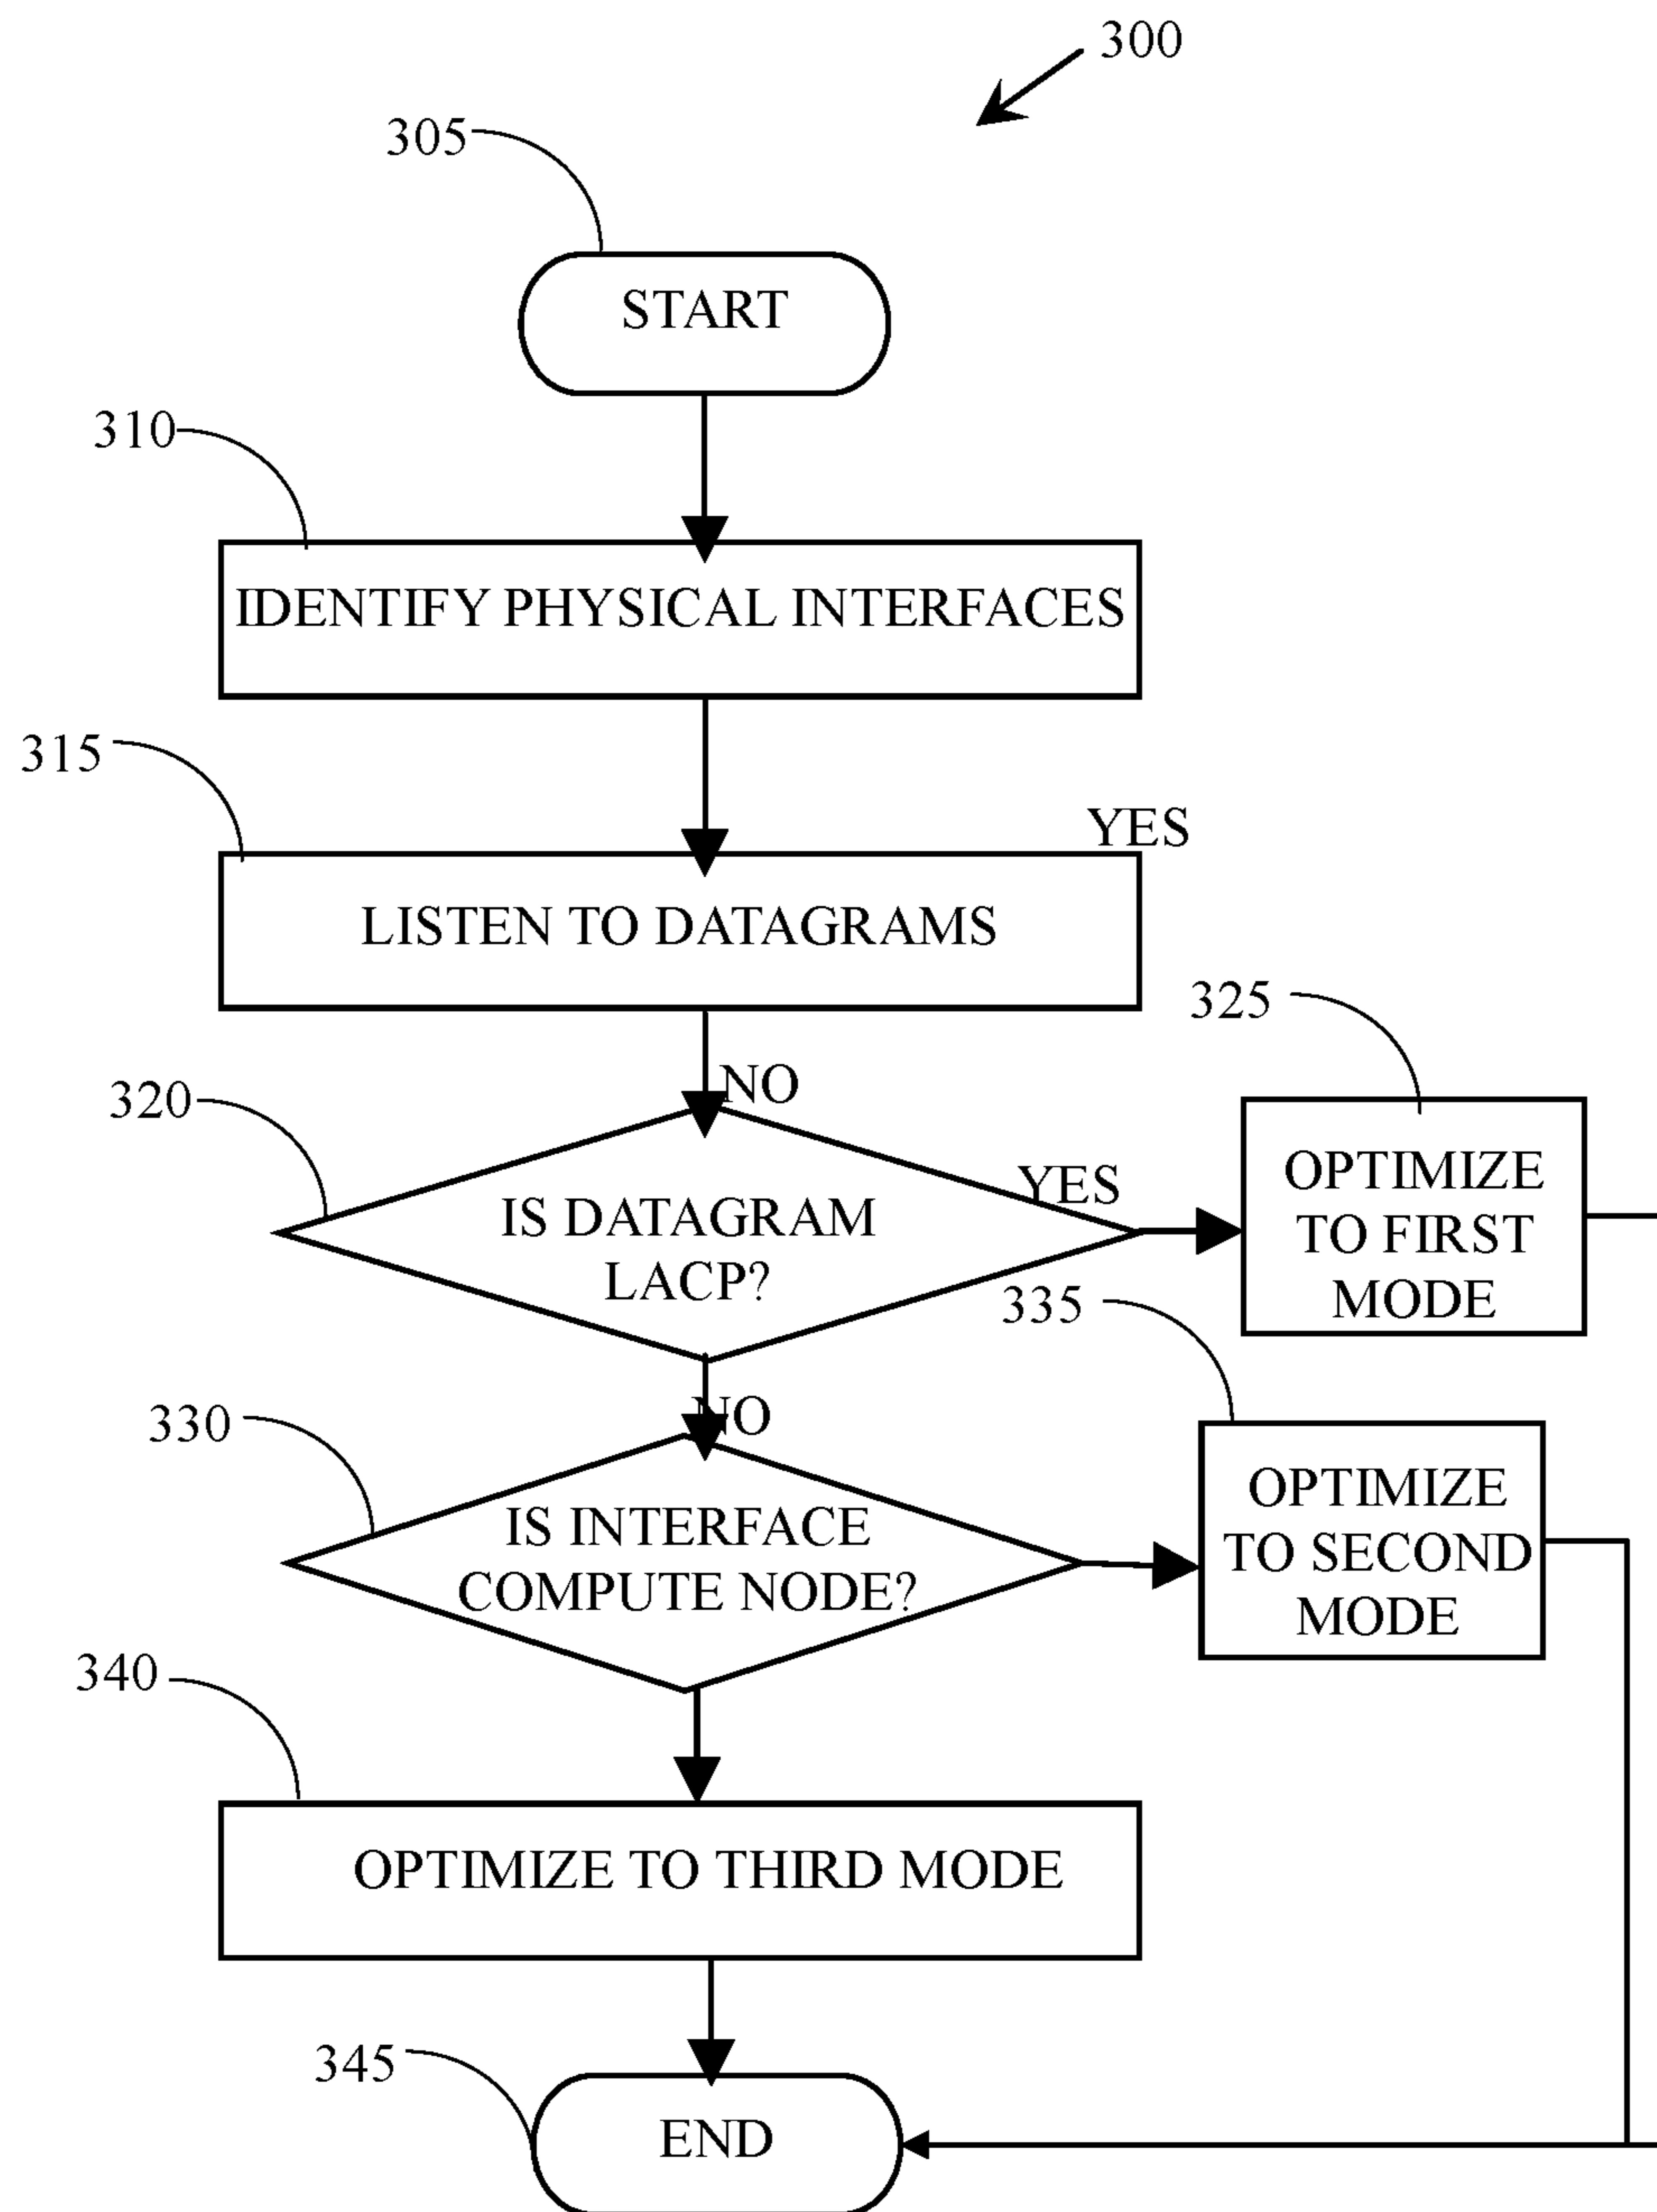 300
305
START
310
IDENTIFY PHYSICAL INTERFACES
315
YES
LISTEN TO DATAGRAMS
325
NO
320
OPTIMIZE
TO FIRST
MODE
YES
IS DATAGRAM
LACP?
335
NO
330
OPTIMIZE
TO SECOND
MODE
IS INTERFACE
COMPUTE NODE?
340
OPTIMIZE TO THIRD MODE
345
END